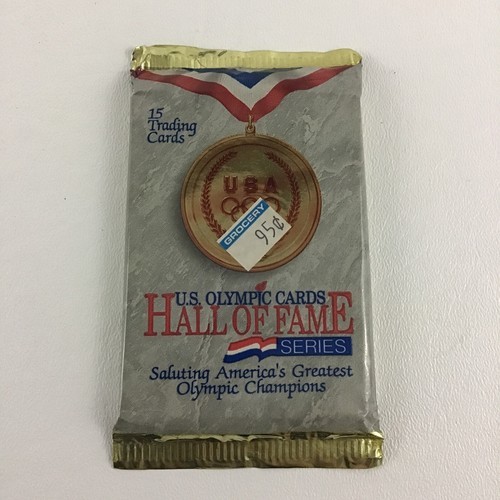 15
Trading
Cards
USA
GROCERY
95¢
U.S. OLYMPIC CARDS
HALL OF FAME
SERIES
Saluting America's Greatest
Olympic Champions